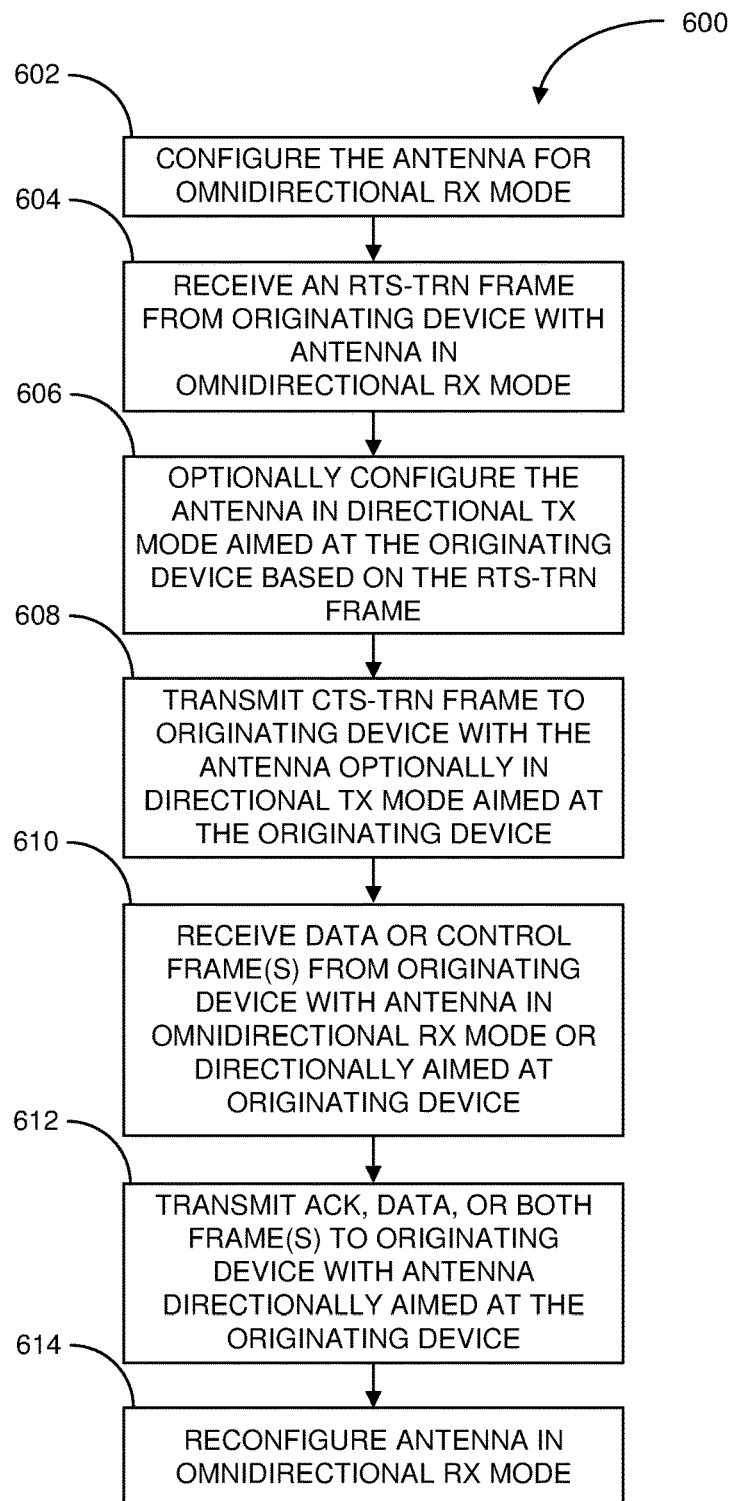 600
602
CONFIGURE THE ANTENNA FOR
OMNIDIRECTIONAL RX MODE
604
RECEIVE AN RTS-TRN FRAME
FROM ORIGINATING DEVICE WITH
ANTENNA IN
OMNIDIRECTIONAL RX MODE
606
OPTIONALLY CONFIGURE THE
ANTENNA IN DIRECTIONAL TX
MODE AIMED AT THE ORIGINATING
DEVICE BASED ON THE RTS-TRN
FRAME
608
TRANSMIT CTS-TRN FRAME TO
ORIGINATING DEVICE WITH THE
ANTENNA OPTIONALLY IN
DIRECTIONAL TX MODE AIMED AT
THE ORIGINATING DEVICE
610
RECEIVE DATA OR CONTROL
FRAME(S) FROM ORIGINATING
DEVICE WITH ANTENNA IN
OMNIDIRECTIONAL RX MODE OR
DIRECTIONALLY AIMED AT
ORIGINATING DEVICE
612
TRANSMIT ACK, DATA, OR BOTH
FRAME(S) TO ORIGINATING
DEVICE WITH ANTENNA
DIRECTIONALLY AIMED AT THE
ORIGINATING DEVICE
614
RECONFIGURE ANTENNA IN
OMNIDIRECTIONAL RX MODE